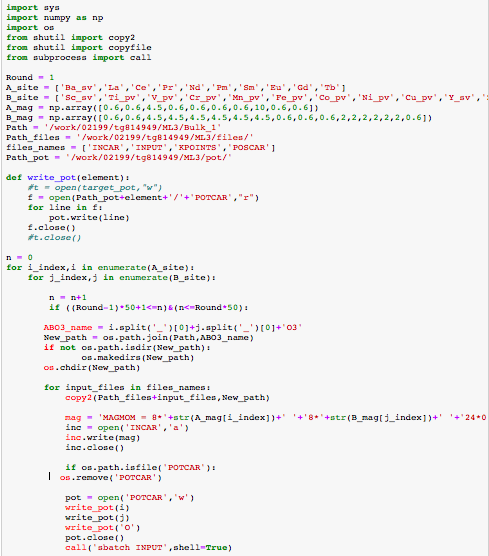 import sys
import numpy as np
import os
from shutil import copy2
from shutil import copyfile
from subprocess import call
Round = 1
A_site = ['Ba_sv','La','Ce','Pr','Nd','Pm','Sm','Eu','Gd','Tb']
B_site = ['Sc_sv','Ti_pv','V_pv','Cr_pv','Mn_pv','Fe_pv','Co_pv','Ni_pv','Cu_pv','Y_sv','
A_mag = np.array([0.6,0.6,4.5,0.6,0.6,0.6,0.6,10,0.6,0.6])
B_mag = np.array([0.6,0.6,4.5,4.5,4.5,4.5,4.5,4.5,0.6,0.6,0.6,2,2,2,2,2,2,0.6])
Path = '/work/02199/tg814949/ML3/Bulk_1'
Path_files = '/work/02199/tg814949/ML3/files/'
files_names = ['INCAR','INPUT','KPOINTS','POSCAR']
Path_pot = '/work/02199/tg814949/ML3/pot/'
def write_pot(element):
#t = open(target_pot,"w")
f = open(Path_pot+element+'/'+'POTCAR',"r")
for line in f:
pot.write(line)
f.close()
#t.close()
n = 0
for i_index,i in enumerate(A_site):
for j_index,j in enumerate(B_site):
n = n+1
if ((Round-1)*50+1<=n)&(n<=Round*50):
ABO3_name = i.split('_')[0]+j.split('_')[0]+'O3'
New_path = os.path.join(Path,ABO3_name)
if not os.path.isdir(New_path):
os.makedirs(New_path)
os.chdir(New_path)
for input_files in files_names:
copy2(Path_files+input_files,New_path)
mag = 'MAGMOM = 8*'+str(A_mag[i_index])+' '+'8*'+str(B_mag[j_index])+' '+'24*0
inc = open('INCAR','a')
inc.write(mag)
inc.close()
if os.path.isfile('POTCAR'):
os.remove('POTCAR')
pot = open('POTCAR','w')
write_pot(i)
write_pot(j)
write_pot('O')
pot.close()
call('sbatch INPUT',shell=True)